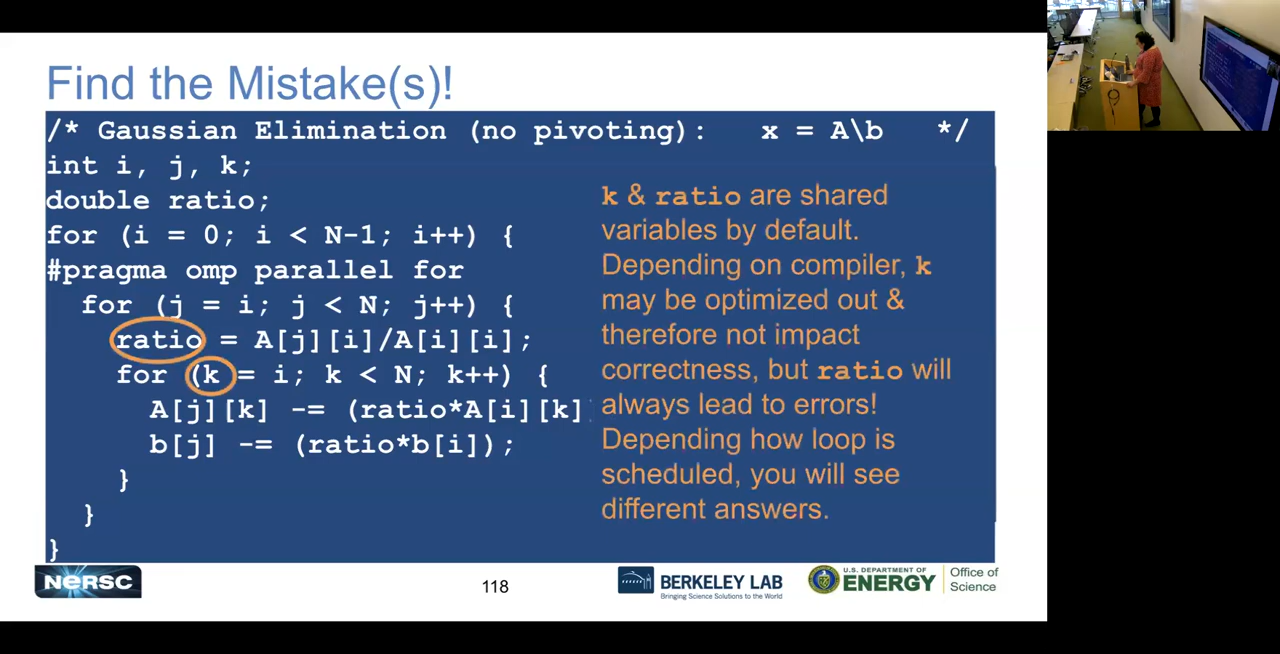 Find the Mistake(s)!
/* Gaussian Elimination (no pivoting): x = A\b */
int i, j, k;
double ratio;
for (i = 0; i < N-1; i++) {
#pragma omp parallel for
for (j = i; j < N; j++) {
ratio = A[j][i]/A[i][i];
for (k = i; k < N; k++) {
A[j][k] -= (ratio*A[i][k]
b[j] -= (ratio*b[i]);
}
}
}
k & ratio are shared
variables by default.
Depending on compiler, k
may be optimized out &
therefore not impact
correctness, but ratio will
always lead to errors!
Depending how loop is
scheduled, you will see
different answers.
NERSC
118
BERKELEY LAB
Bringing Science Solutions to the World
U.S. DEPARTMENT OF
ENERGY
Office of
Science